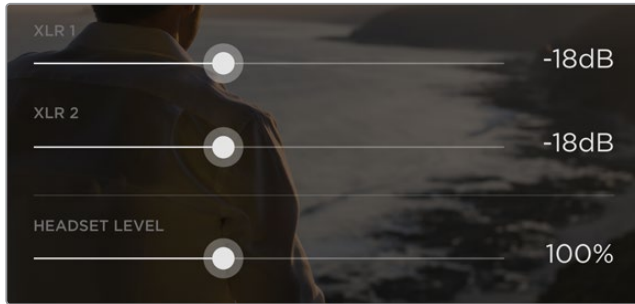 XLR 1
-18dB
XLR 2
-18dB
HEADSET LEVEL
100%